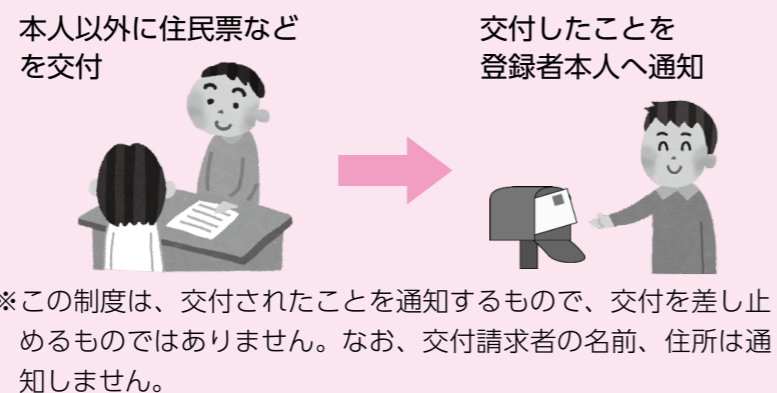 本人以外に住民票など
を交付
交付したことを
登録者本人へ通知
※この制度は、交付されたことを通知するもので、交付を差し止
めるものではありません。なお、交付請求者の名前、住所は通
知しません。